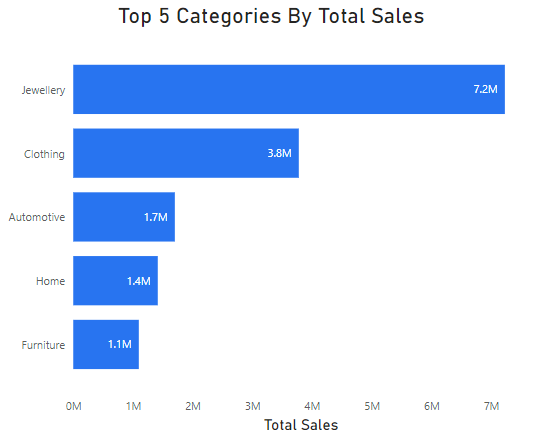 Top 5 Categories By Total Sales
Jewellery 7.2M
Clothing 3.8M
Automotive 1.7M
Home 1.4M
Furniture 1.1M
0M 1M 2M 3M 4M 5M 6M 7M
Total Sales